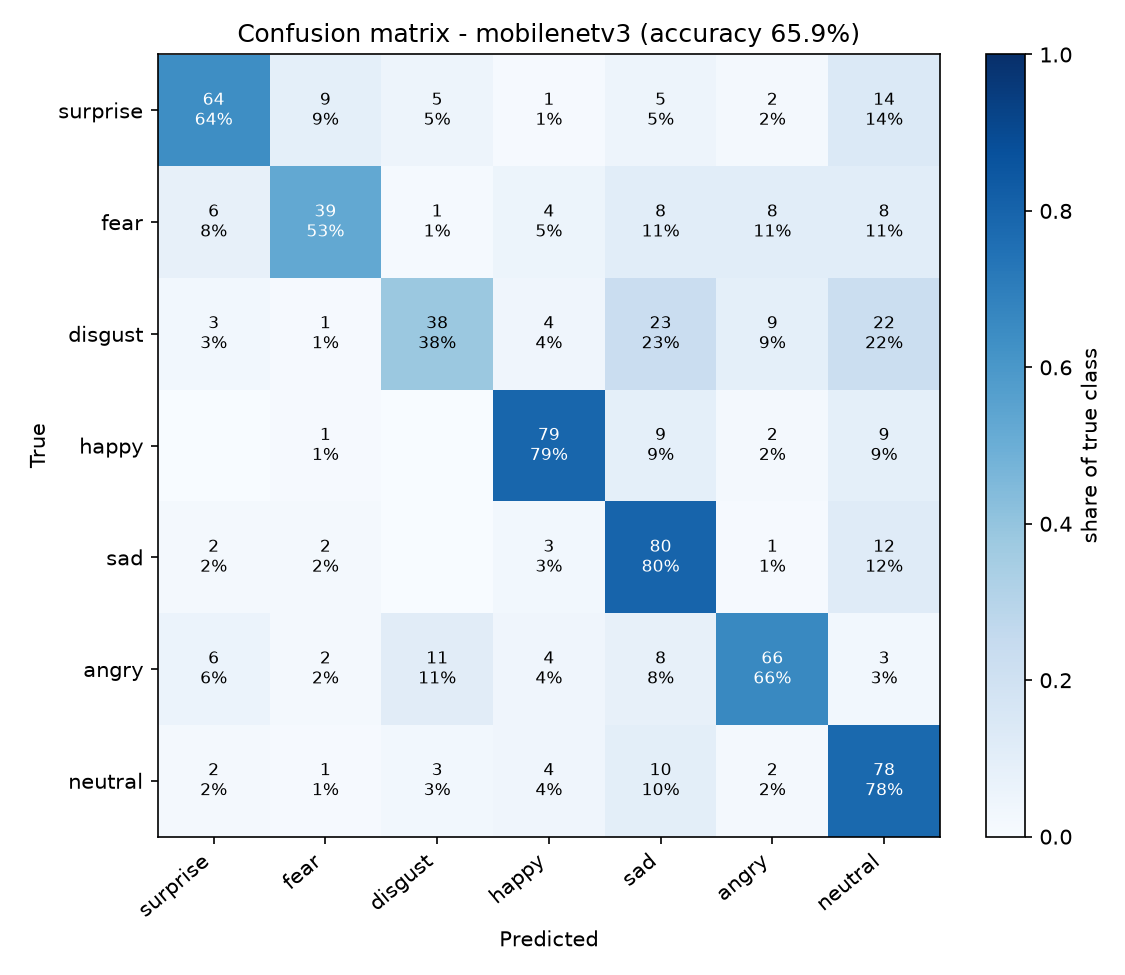 Confusion matrix - mobilenetv3 (accuracy 65.9%)
surprise 64 9 5 1 5 2 14
64% 9% 5% 1% 5% 2% 14%
fear 6 39 1 4 8 8 8
8% 53% 1% 5% 11% 11% 11%
disgust 3 1 38 4 23 9 22
3% 1% 38% 4% 23% 9% 22%
happy 1 79 9 2 9
1% 79% 9% 2% 9%
sad 2 2 3 80 1 12
2% 2% 3% 80% 1% 12%
angry 6 2 11 4 8 66 3
6% 2% 11% 4% 8% 66% 3%
neutral 2 1 3 4 10 2 78
2% 1% 3% 4% 10% 2% 78%
surprise fear disgust happy sad angry neutral
Predicted
True
1.0
0.8
0.6
0.4
0.2
0.0
share of true class